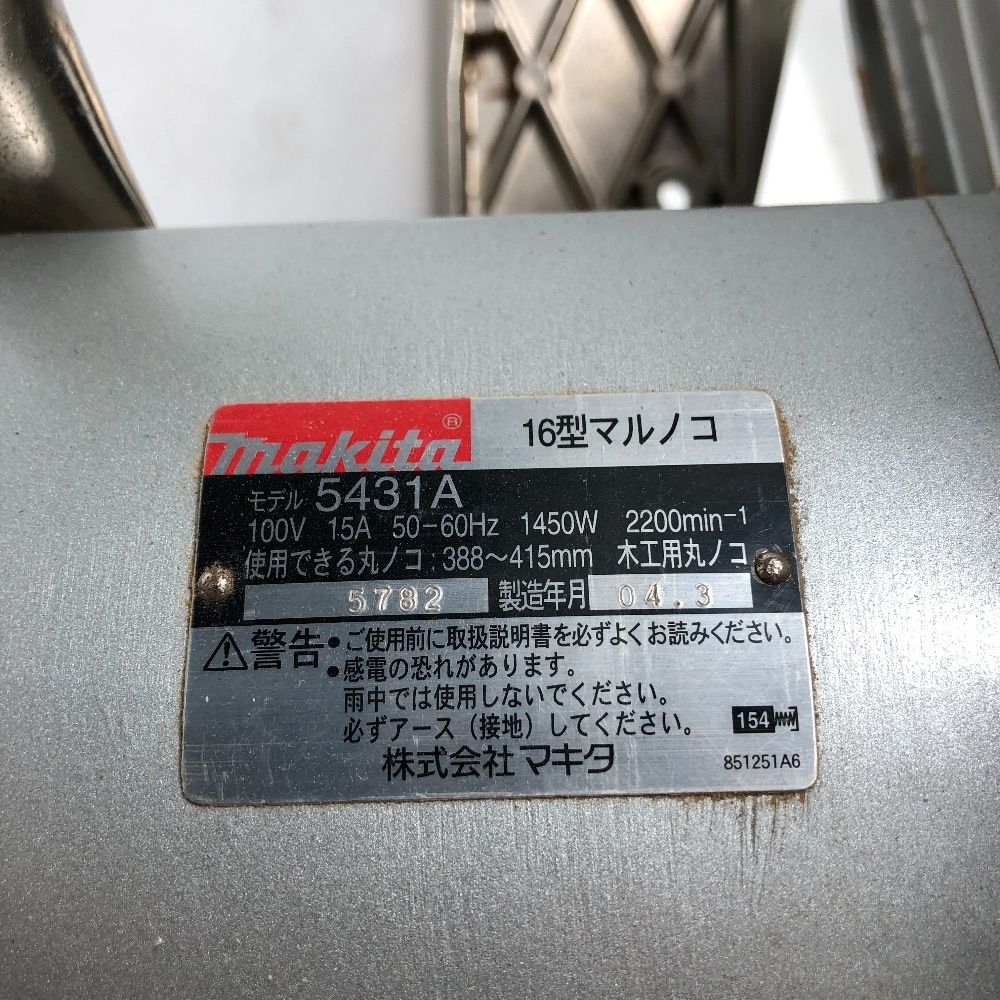 makita® 16型マルノコ
モデル 5431A
100V 15A 50-60Hz 1450W 2200min-1
使用できる丸ノコ:388～415mm 木工用丸ノコ
5782 製造年月 04.3
警告 •ご使用前に取扱説明書を必ずよくお読みください。
•感電の恐れがあります。
雨中では使用しないでください。
必ずアース（接地）してください。
154
株式会社マキタ 851251A6